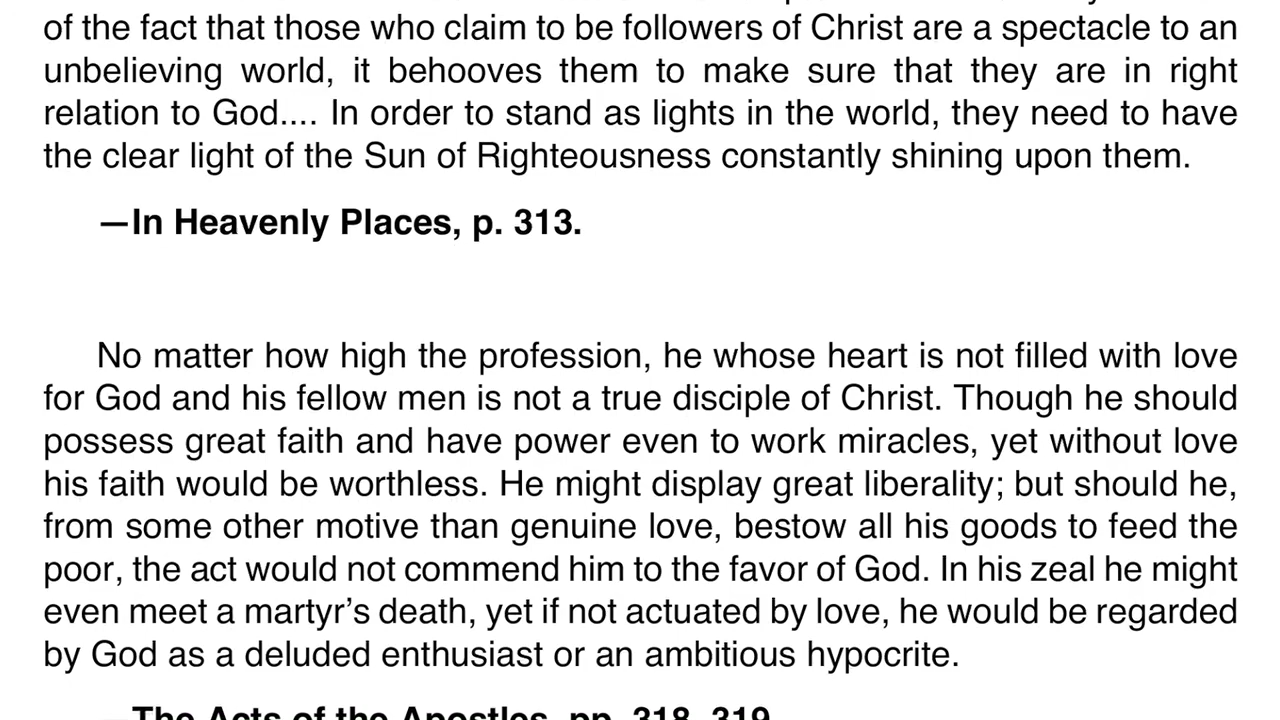 of the fact that those who claim to be followers of Christ are a spectacle to an
unbelieving world, it behooves them to make sure that they are in right
relation to God.... In order to stand as lights in the world, they need to have
the clear light of the Sun of Righteousness constantly shining upon them.
—In Heavenly Places, p. 313.
No matter how high the profession, he whose heart is not filled with love
for God and his fellow men is not a true disciple of Christ. Though he should
possess great faith and have power even to work miracles, yet without love
his faith would be worthless. He might display great liberality; but should he,
from some other motive than genuine love, bestow all his goods to feed the
poor, the act would not commend him to the favor of God. In his zeal he might
even meet a martyr’s death, yet if not actuated by love, he would be regarded
by God as a deluded enthusiast or an ambitious hypocrite.
—The Acts of the Apostles, pp. 318, 319